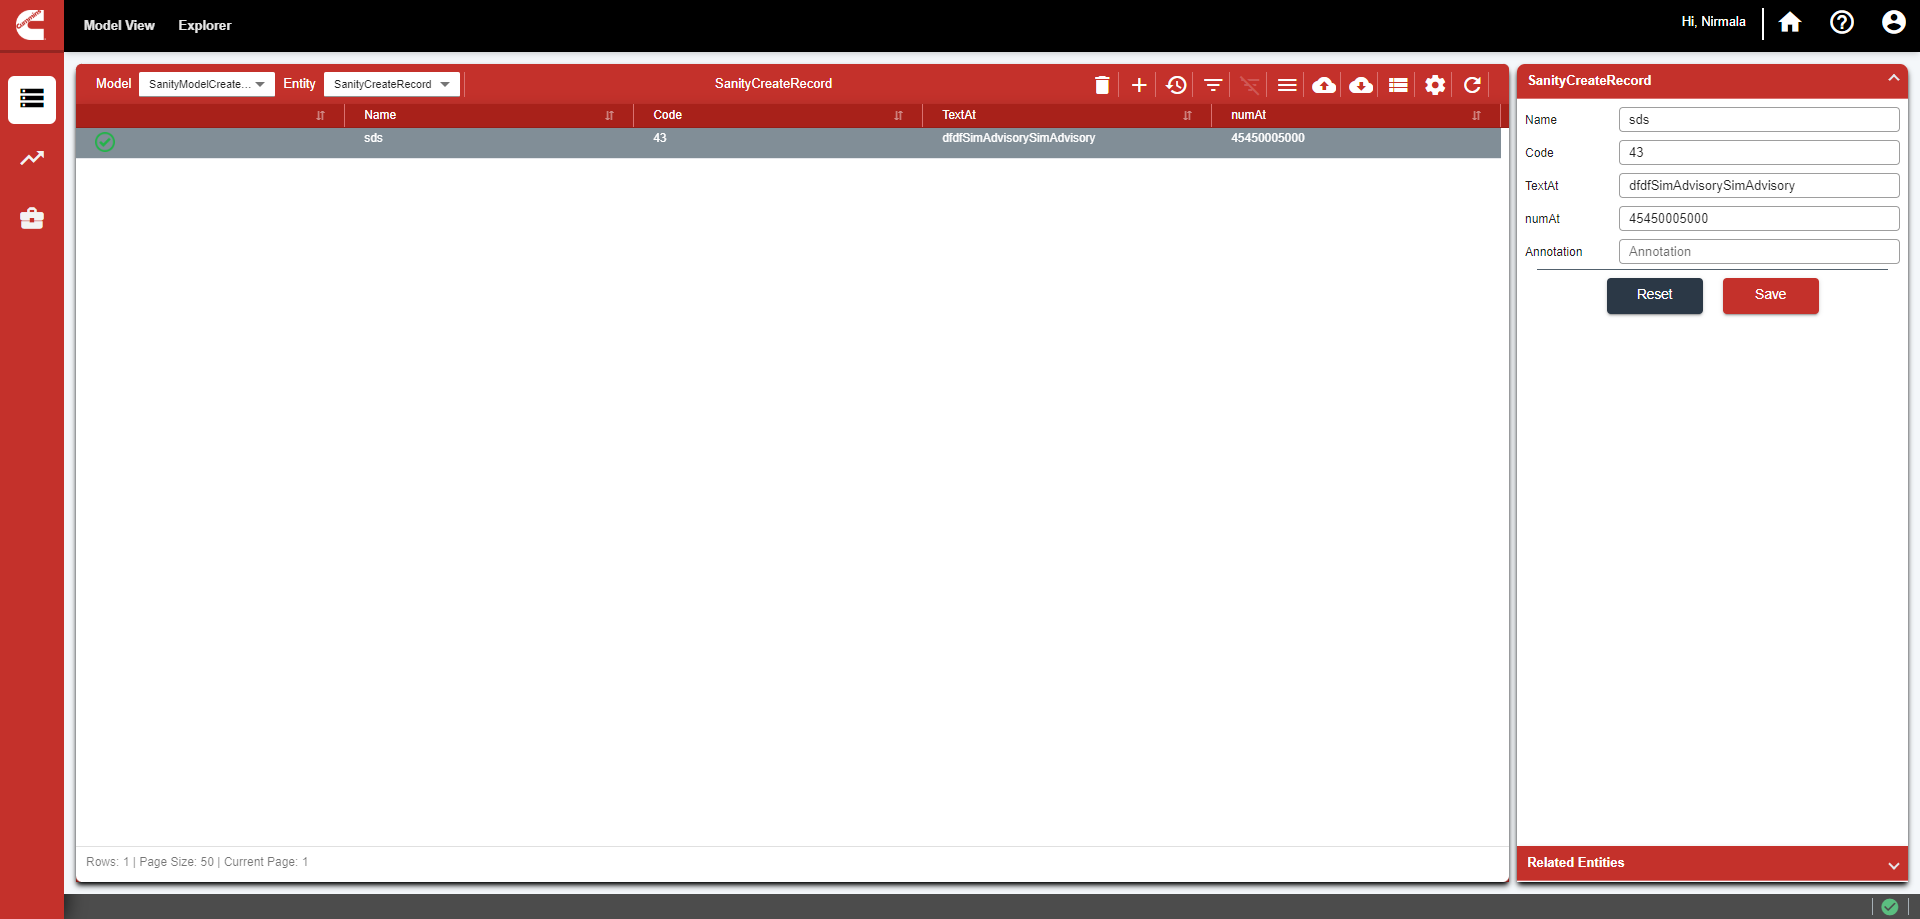 Cummins
Model View Explorer
Hi, Nirmala
Model SanityModelCreate... Entity SanityCreateRecord
SanityCreateRecord
Name Code TextAt numAt
sds 43 dfdfSimAdvisorySimAdvisory 45450005000
Rows: 1 | Page Size: 50 | Current Page: 1
SanityCreateRecord
Name sds
Code 43
TextAt dfdfSimAdvisorySimAdvisory
numAt 45450005000
Annotation Annotation
Reset Save
Related Entities